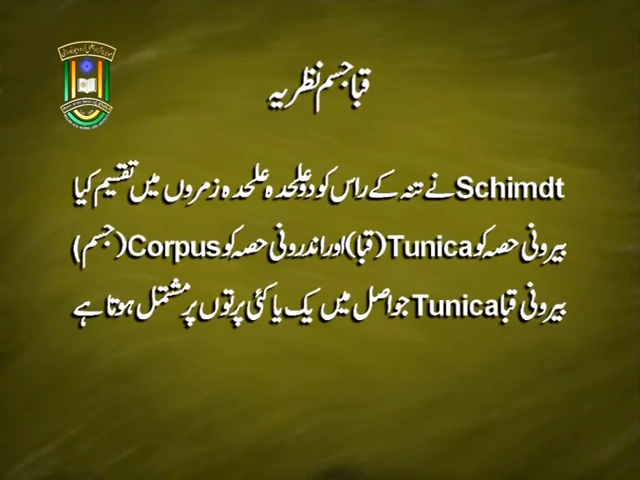 قبا جسم نظریہ
Schimdt نے تنہ کے راس کو دو علحدہ علحدہ زمروں میں تقسیم کیا
بیرونی حصہ کو Tunica (قبا) اور اندرونی حصہ کو Corpus (جسم)
بیرونی قبا Tunica جو اصل میں یک یا کئی پرتوں پر مشتمل ہوتا ہے